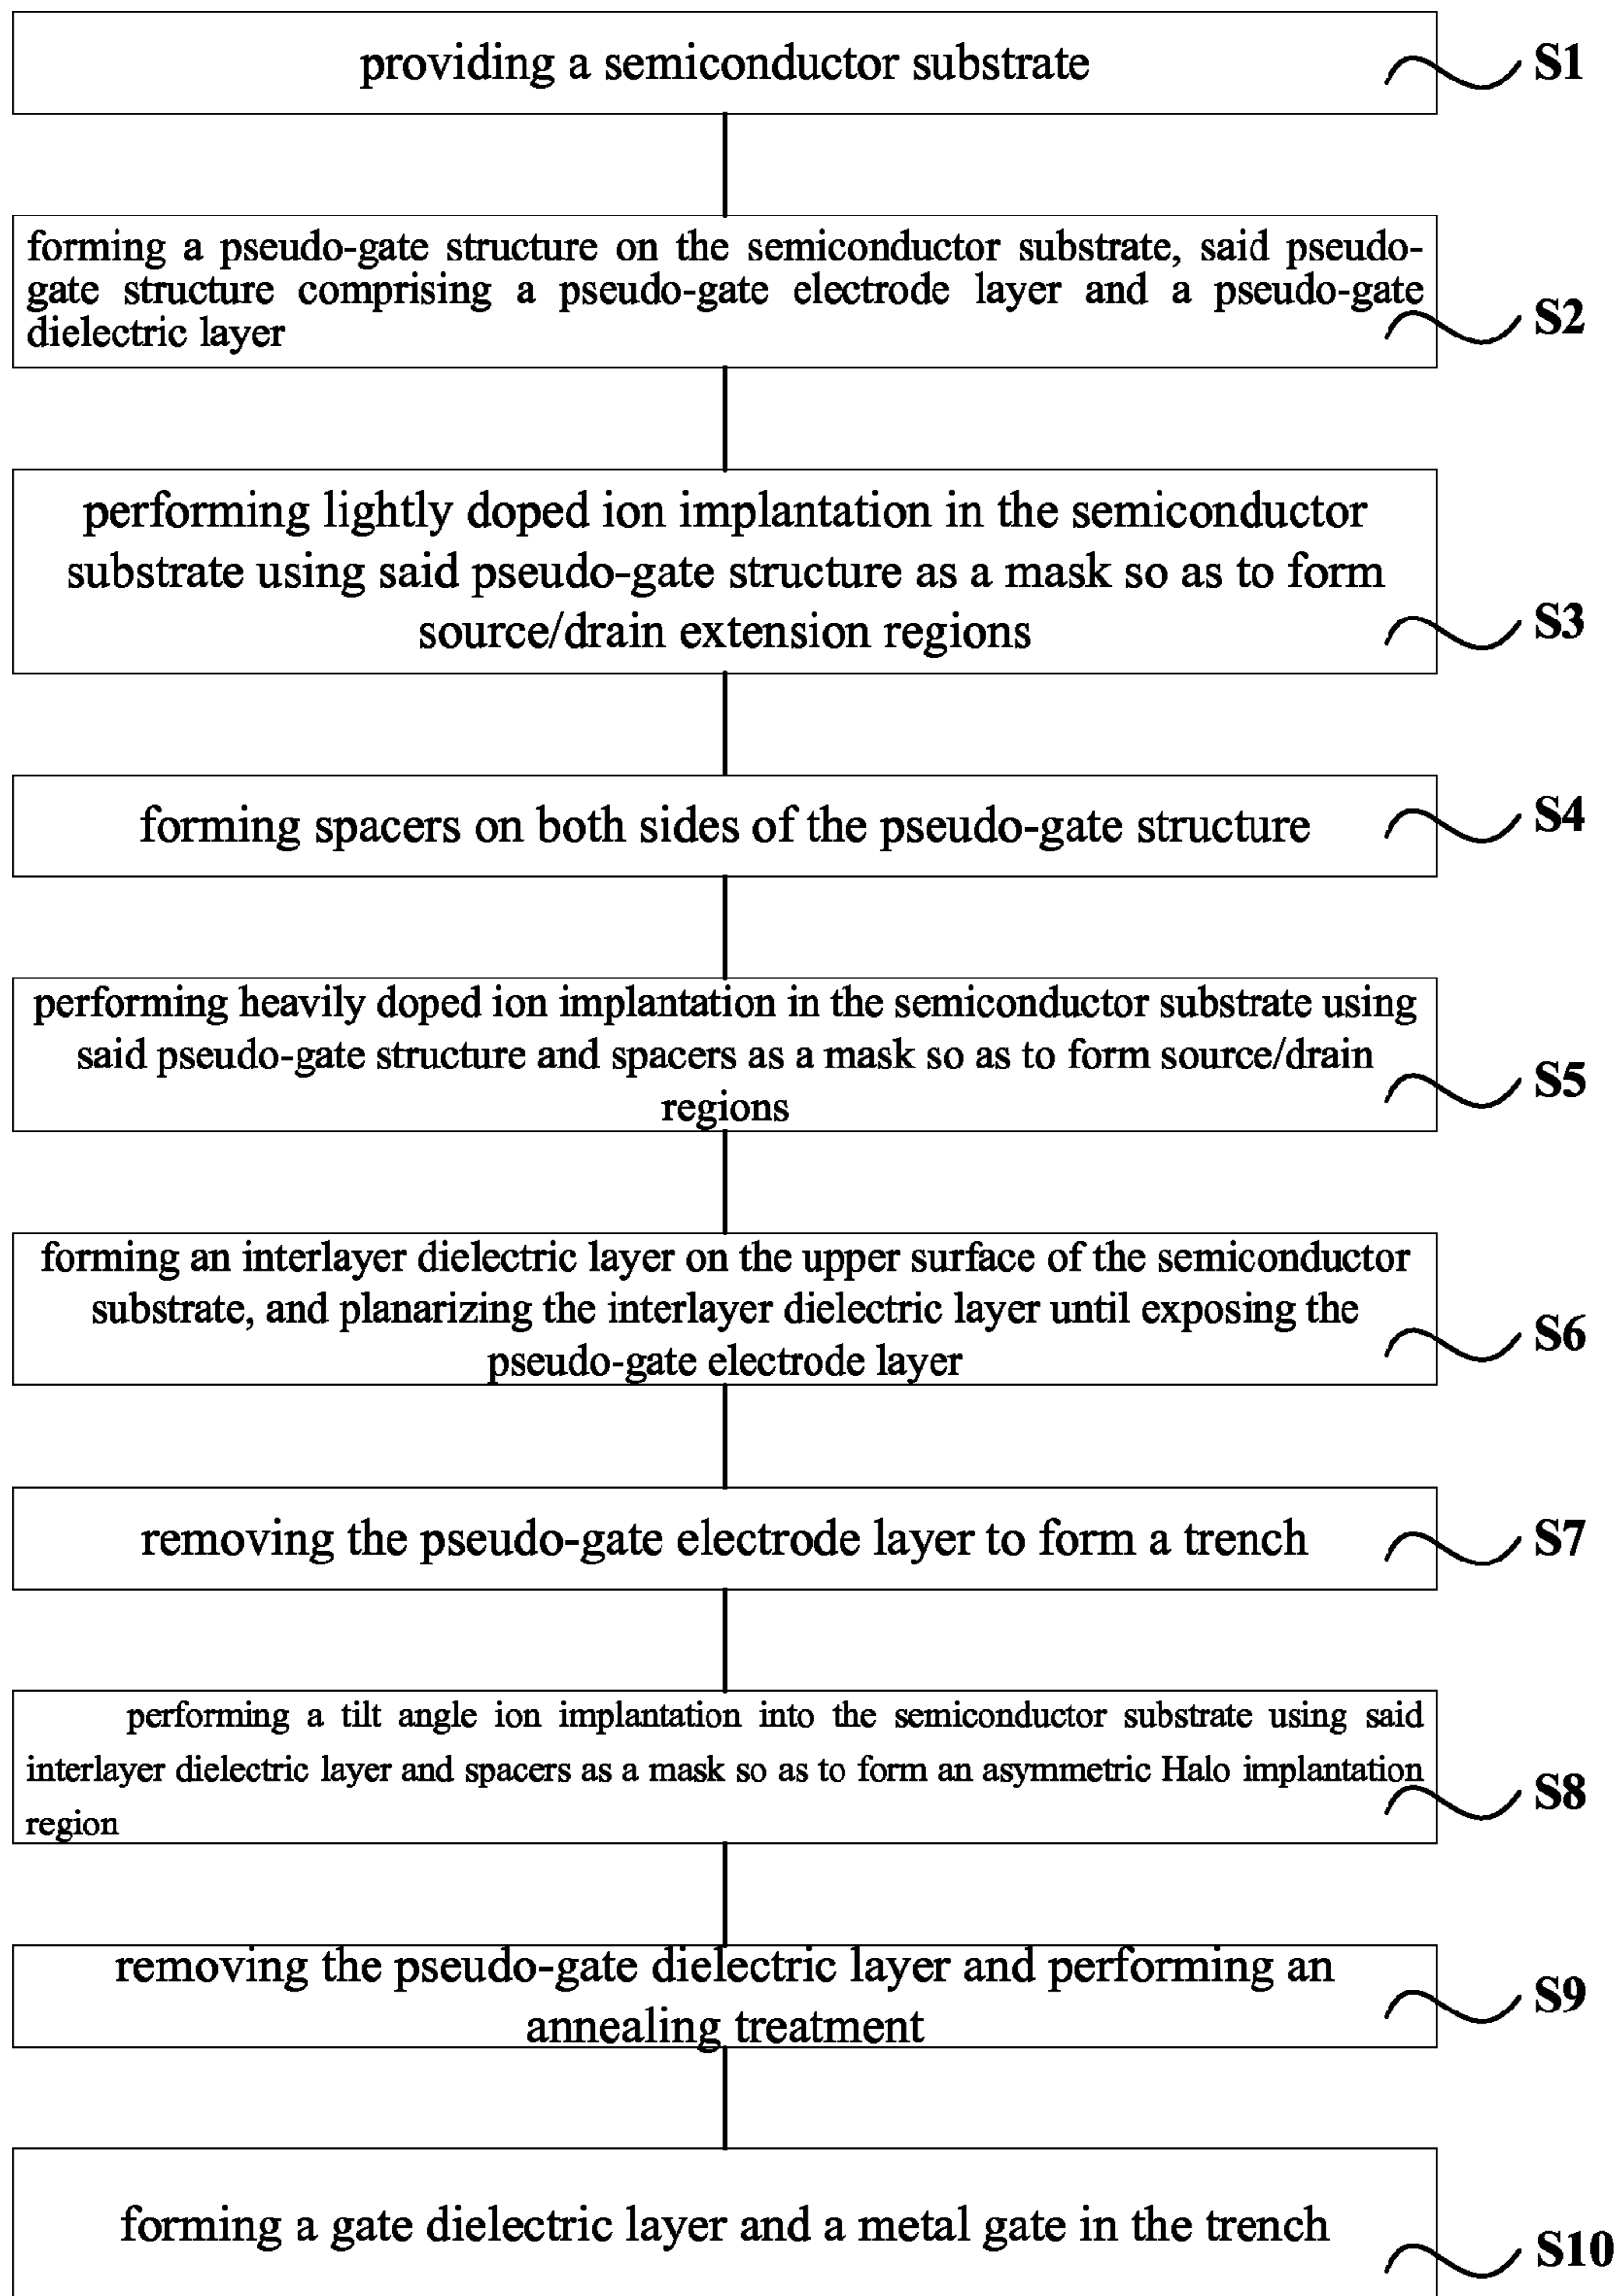 providing a semiconductor substrate
S1
forming a pseudo-gate structure on the semiconductor substrate, said pseudo-
gate structure comprising a pseudo-gate electrode layer and a pseudo-gate
dielectric layer
S2
performing lightly doped ion implantation in the semiconductor
substrate using said pseudo-gate structure as a mask so as to form
source/drain extension regions
S3
forming spacers on both sides of the pseudo-gate structure
S4
performing heavily doped ion implantation in the semiconductor substrate using
said pseudo-gate structure and spacers as a mask so as to form source/drain
regions
S5
forming an interlayer dielectric layer on the upper surface of the semiconductor
substrate, and planarizing the interlayer dielectric layer until exposing the
pseudo-gate electrode layer
S6
removing the pseudo-gate electrode layer to form a trench
S7
performing a tilt angle ion implantation into the semiconductor substrate using said
interlayer dielectric layer and spacers as a mask so as to form an asymmetric Halo implantation
region
S8
removing the pseudo-gate dielectric layer and performing an
annealing treatment
S9
forming a gate dielectric layer and a metal gate in the trench
S10